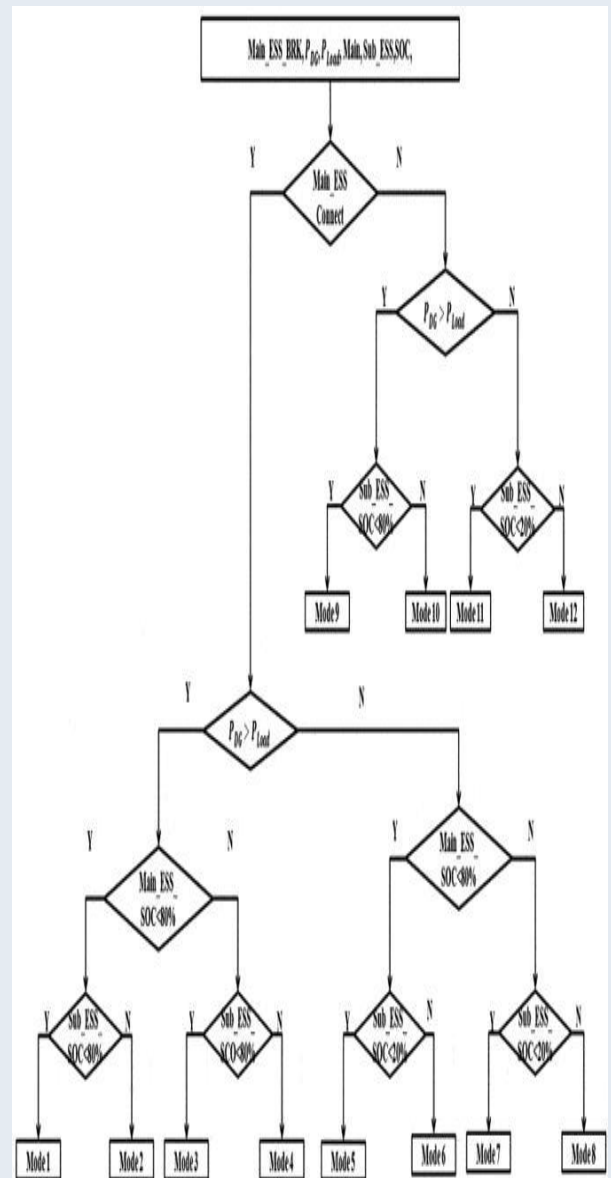 Main_ESS_BRK, P_DG, P_Load, Main, Sub_ESS, SOC,
Y N
Main_ESS
Connect
Y N
P_DG > P_Load
Y Sub_ESS_ N
SOC<80%
Y Sub_ESS_ N
SOC<20%
Mode9
Mode10
Mode11
Mode12
Y N
P_DG > P_Load
Y N
Main_ESS_
SOC<80%
Y N
Main_ESS_
SOC<80%
Y Sub_ESS_ N
SOC<80%
Y Sub_ESS_ N
SCO<80%
Y Sub_ESS_ N
SOC<20%
Y Sub_ESS_ N
SOC<20%
Mode1
Mode2
Mode3
Mode4
Mode5
Mode6
Mode7
Mode8